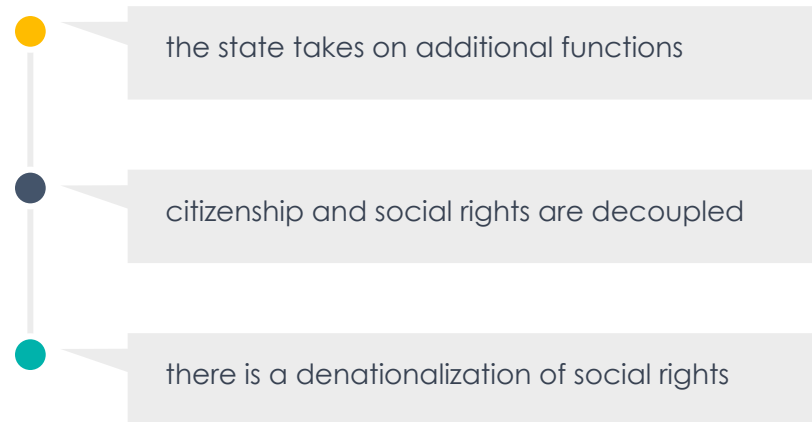 the state takes on additional functions
citizenship and social rights are decoupled
there is a denationalization of social rights